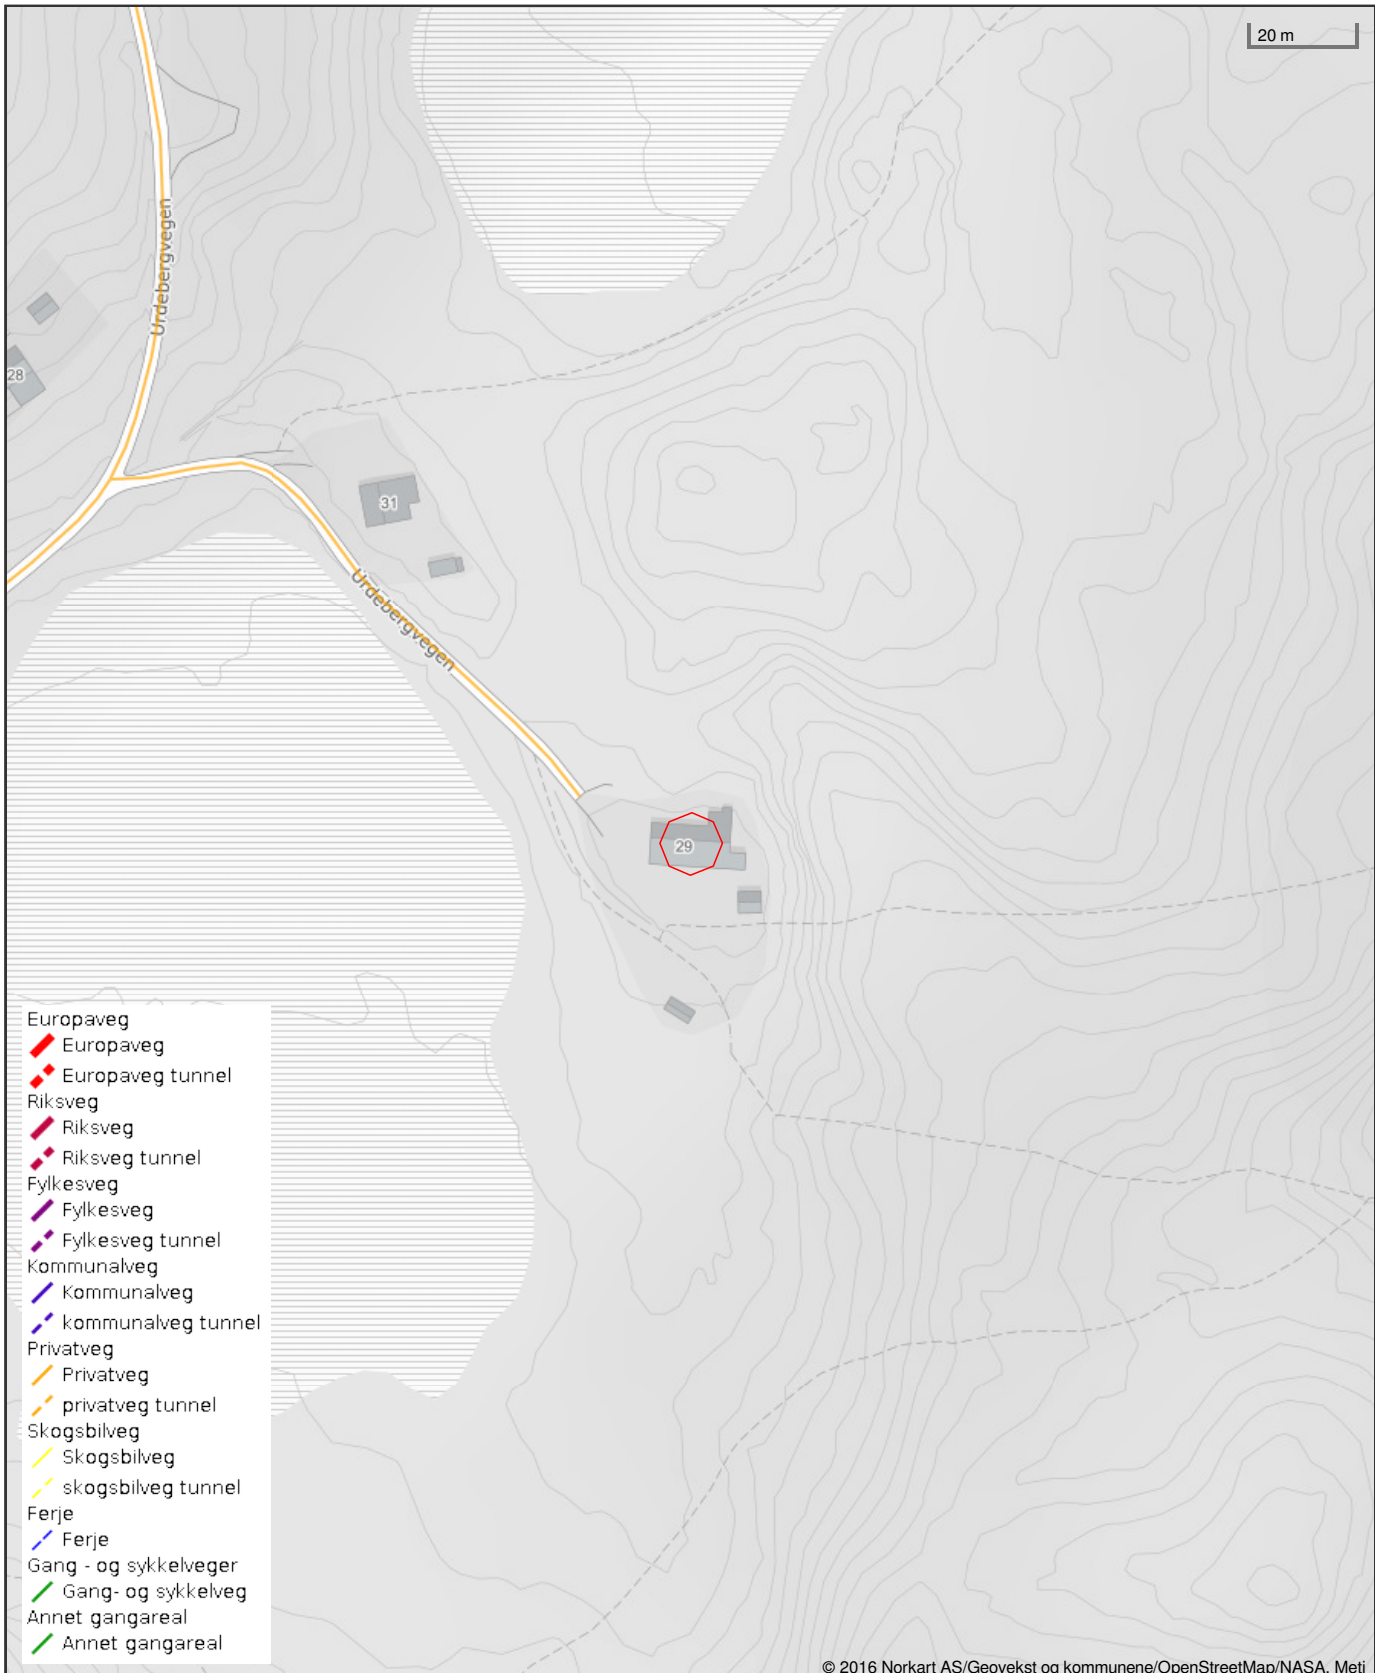 20 m
Urdebergvegen
28
31
Urdebergvegen
29
Europaveg
Europaveg
Europaveg tunnel
Riksveg
Riksveg
Riksveg tunnel
Fylkesveg
Fylkesveg
Fylkesveg tunnel
Kommunalveg
Kommunalveg
kommunalveg tunnel
Privatveg
Privatveg
privatveg tunnel
Skogsbilveg
Skogsbilveg
skogsbilveg tunnel
Ferje
Ferje
Gang - og sykkelveger
Gang- og sykkelveg
Annet gangareal
Annet gangareal
© 2016 Norkart AS/Geovekst og kommunene/OpenStreetMap/NASA, Meti